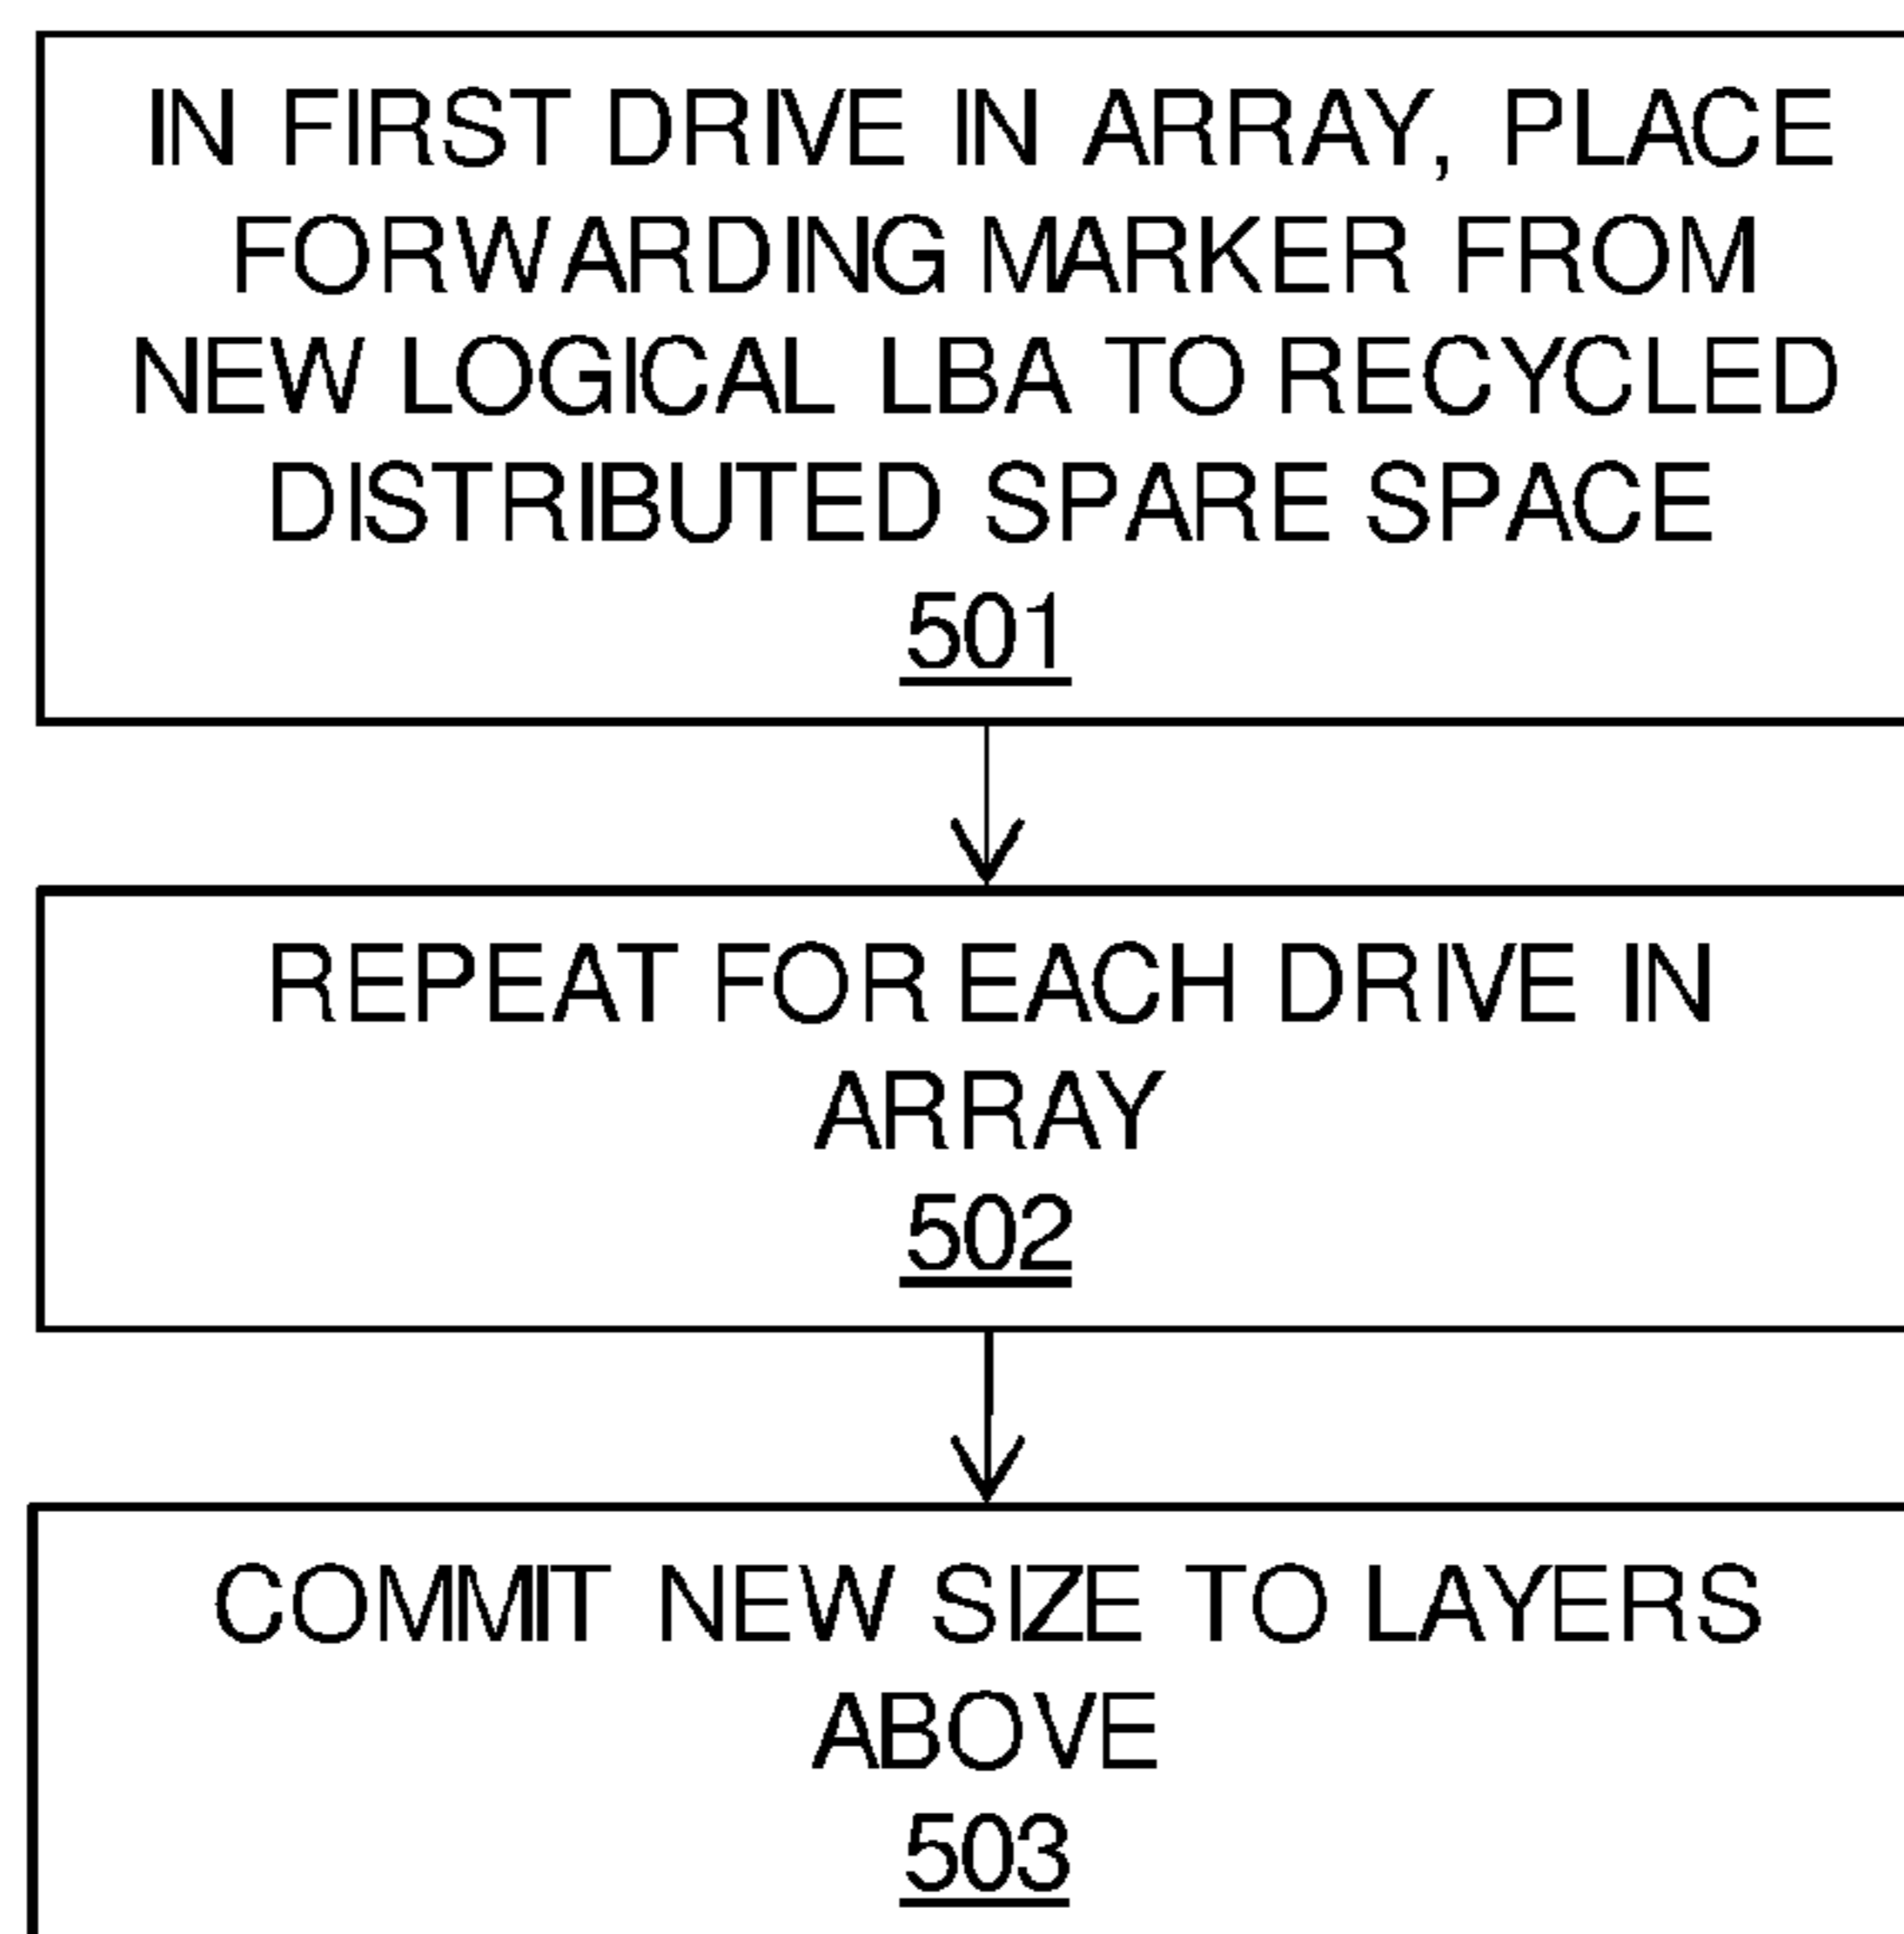 IN FIRST DRIVE IN ARRAY, PLACE
FORWARDING MARKER FROM
NEW LOGICAL LBA TO RECYCLED
DISTRIBUTED SPARE SPACE
501
REPEAT FOR EACH DRIVE IN
ARRAY
502
COMMIT NEW SIZE TO LAYERS
ABOVE
503